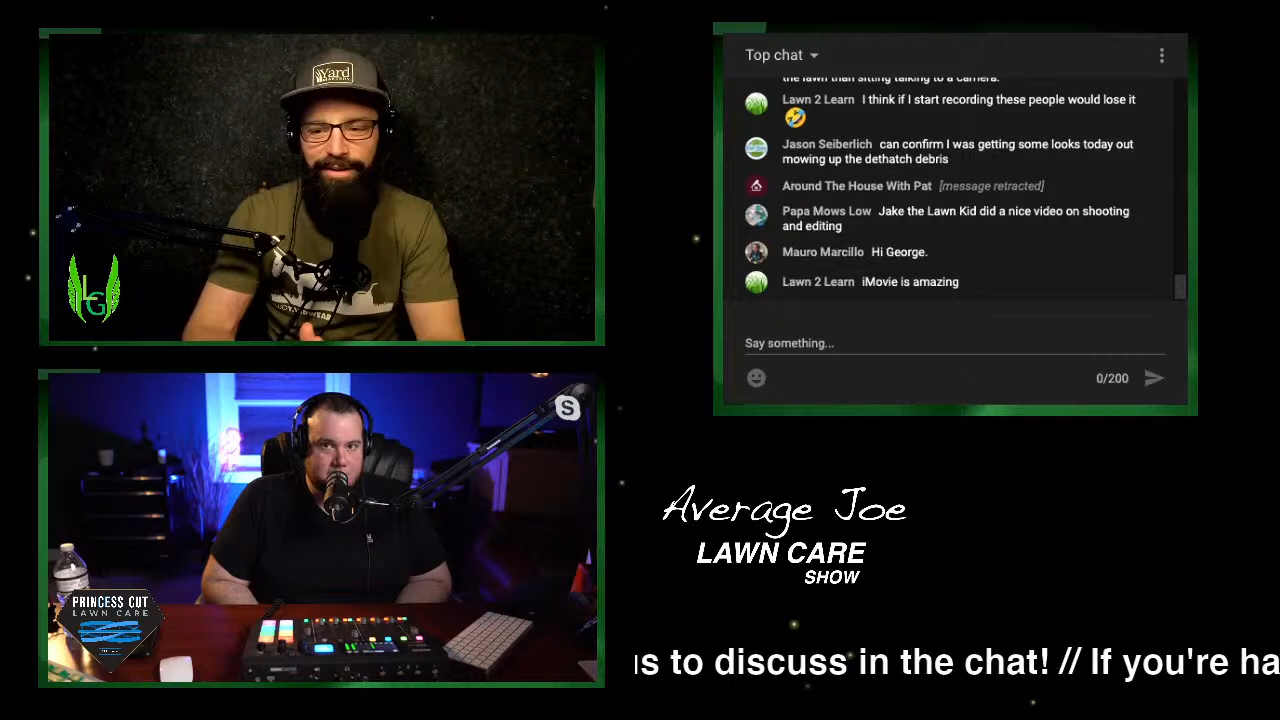 Yard
LG
PRINCESS CUT
LAWN CARE
S
Top chat
the lawn than sitting talking to a camera.
Lawn 2 Learn I think if I start recording these people would lose it
🤣
Jason Seiberlich can confirm I was getting some looks today out
mowing up the dethatch debris
Around The House With Pat [message retracted]
Papa Mows Low Jake the Lawn Kid did a nice video on shooting
and editing
Mauro Marcillo Hi George.
Lawn 2 Learn iMovie is amazing
Say something...
0/200
Average Joe
LAWN CARE
SHOW
us to discuss in the chat! // If you're ha